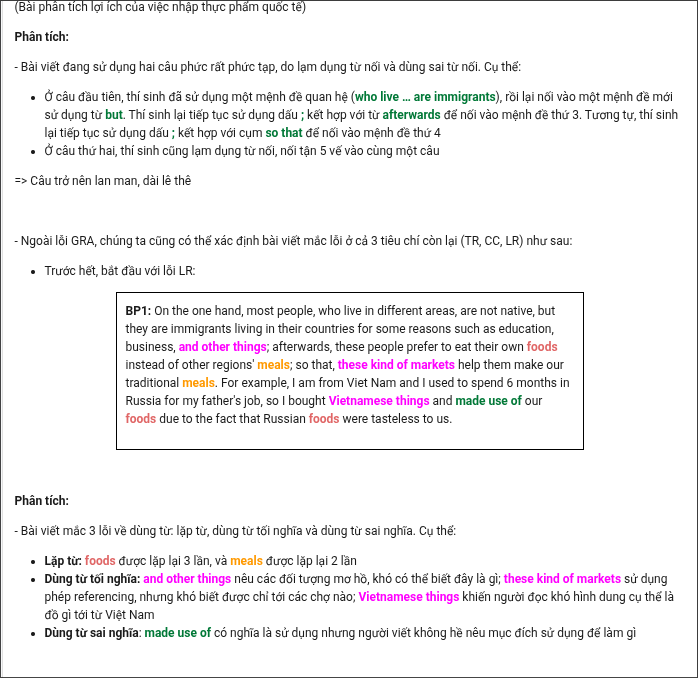 (Bài phân tích lợi ích của việc nhập thực phẩm quốc tế)
Phân tích:
- Bài viết đang sử dụng hai câu phức rất phức tạp, do lạm dụng từ nối và dùng sai từ nối. Cụ thể:
• Ở câu đầu tiên, thí sinh đã sử dụng một mệnh đề quan hệ (who live … are immigrants), rồi lại nối vào một mệnh đề mới
sử dụng từ but. Thí sinh lại tiếp tục sử dụng dấu ; kết hợp với từ afterwards để nối vào mệnh đề thứ 3. Tương tự, thí sinh
lại tiếp tục sử dụng dấu ; kết hợp với cụm so that để nối vào mệnh đề thứ 4
• Ở câu thứ hai, thí sinh cũng lạm dụng từ nối, nối tận 5 vế vào cùng một câu
=> Câu trở nên lan man, dài lê thê
- Ngoài lỗi GRA, chúng ta cũng có thể xác định bài viết mắc lỗi ở cả 3 tiêu chí còn lại (TR, CC, LR) như sau:
• Trước hết, bắt đầu với lỗi LR:
BP1: On the one hand, most people, who live in different areas, are not native, but
they are immigrants living in their countries for some reasons such as education,
business, and other things; afterwards, these people prefer to eat their own foods
instead of other regions' meals; so that, these kind of markets help them make our
traditional meals. For example, I am from Viet Nam and I used to spend 6 months in
Russia for my father's job, so I bought Vietnamese things and made use of our
foods due to the fact that Russian foods were tasteless to us.
Phân tích:
- Bài viết mắc 3 lỗi về dùng từ: lặp từ, dùng từ tối nghĩa và dùng từ sai nghĩa. Cụ thể:
• Lặp từ: foods được lặp lại 3 lần, và meals được lặp lại 2 lần
• Dùng từ tối nghĩa: and other things nêu các đối tượng mơ hồ, khó có thể biết đây là gì; these kind of markets sử dụng
phép referencing, nhưng khó biết được chỉ tới các chợ nào; Vietnamese things khiến người đọc khó hình dung cụ thể là
đồ gì tới từ Việt Nam
• Dùng từ sai nghĩa: made use of có nghĩa là sử dụng nhưng người viết không hề nêu mục đích sử dụng để làm gì